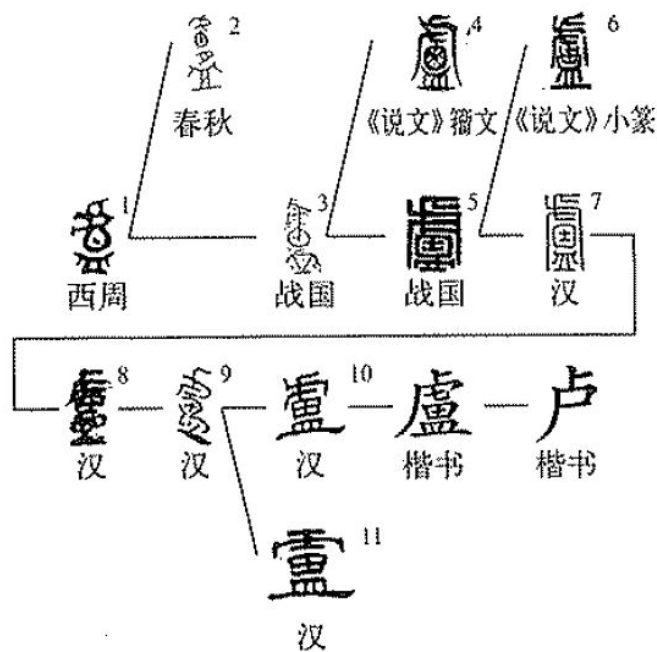 2 4 6
春秋 《说文》籀文 《说文》小篆
1 3 5 7
西周 战国 战国 汉
8 9 10 盧 卢
汉 汉 汉 楷书 楷书
11
汉